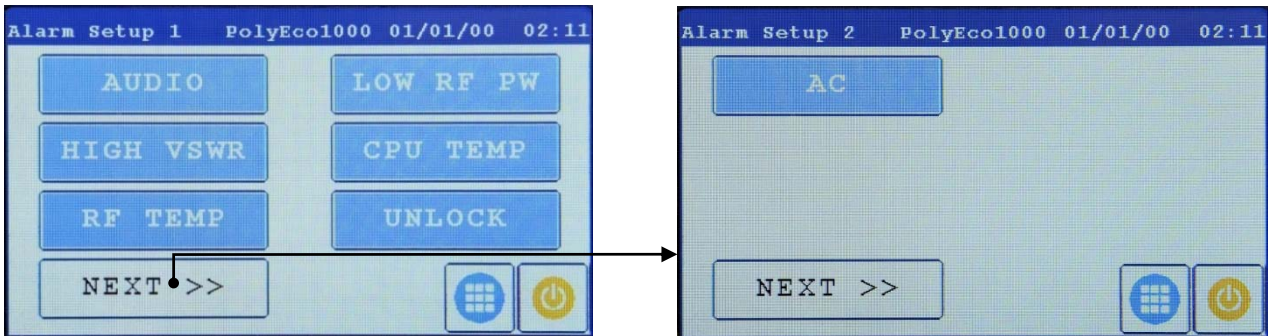 Alarm Setup 1 PolyEco1000 01/01/00 02:11
AUDIO LOW RF PW
HIGH VSWR CPU TEMP
RF TEMP UNLOCK
NEXT >>
Alarm Setup 2 PolyEco1000 01/01/00 02:11
AC
NEXT >>